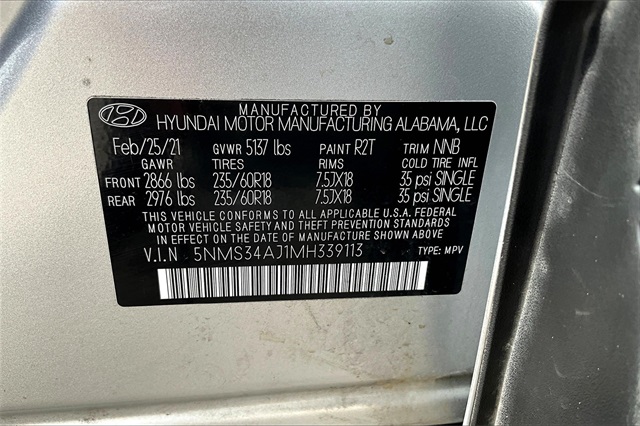 MANUFACTURED BY
HYUNDAI MOTOR MANUFACTURING ALABAMA, LLC
Feb/25/21 GVWR 5137 lbs PAINT R2T TRIM NNB
GAWR TIRES RIMS COLD TIRE INFL
FRONT 2866 lbs 235/60R18 7.5JX18 35 psi SINGLE
REAR 2976 lbs 235/60R18 7.5JX18 35 psi SINGLE
THIS VEHICLE CONFORMS TO ALL APPLICABLE U.S.A. FEDERAL
MOTOR VEHICLE SAFETY AND THEFT PREVENTION STANDARDS
IN EFFECT ON THE DATE OF MANUFACTURE SHOWN ABOVE.
V.I.N 5NMS34AJ1MH339113 TYPE: MPV